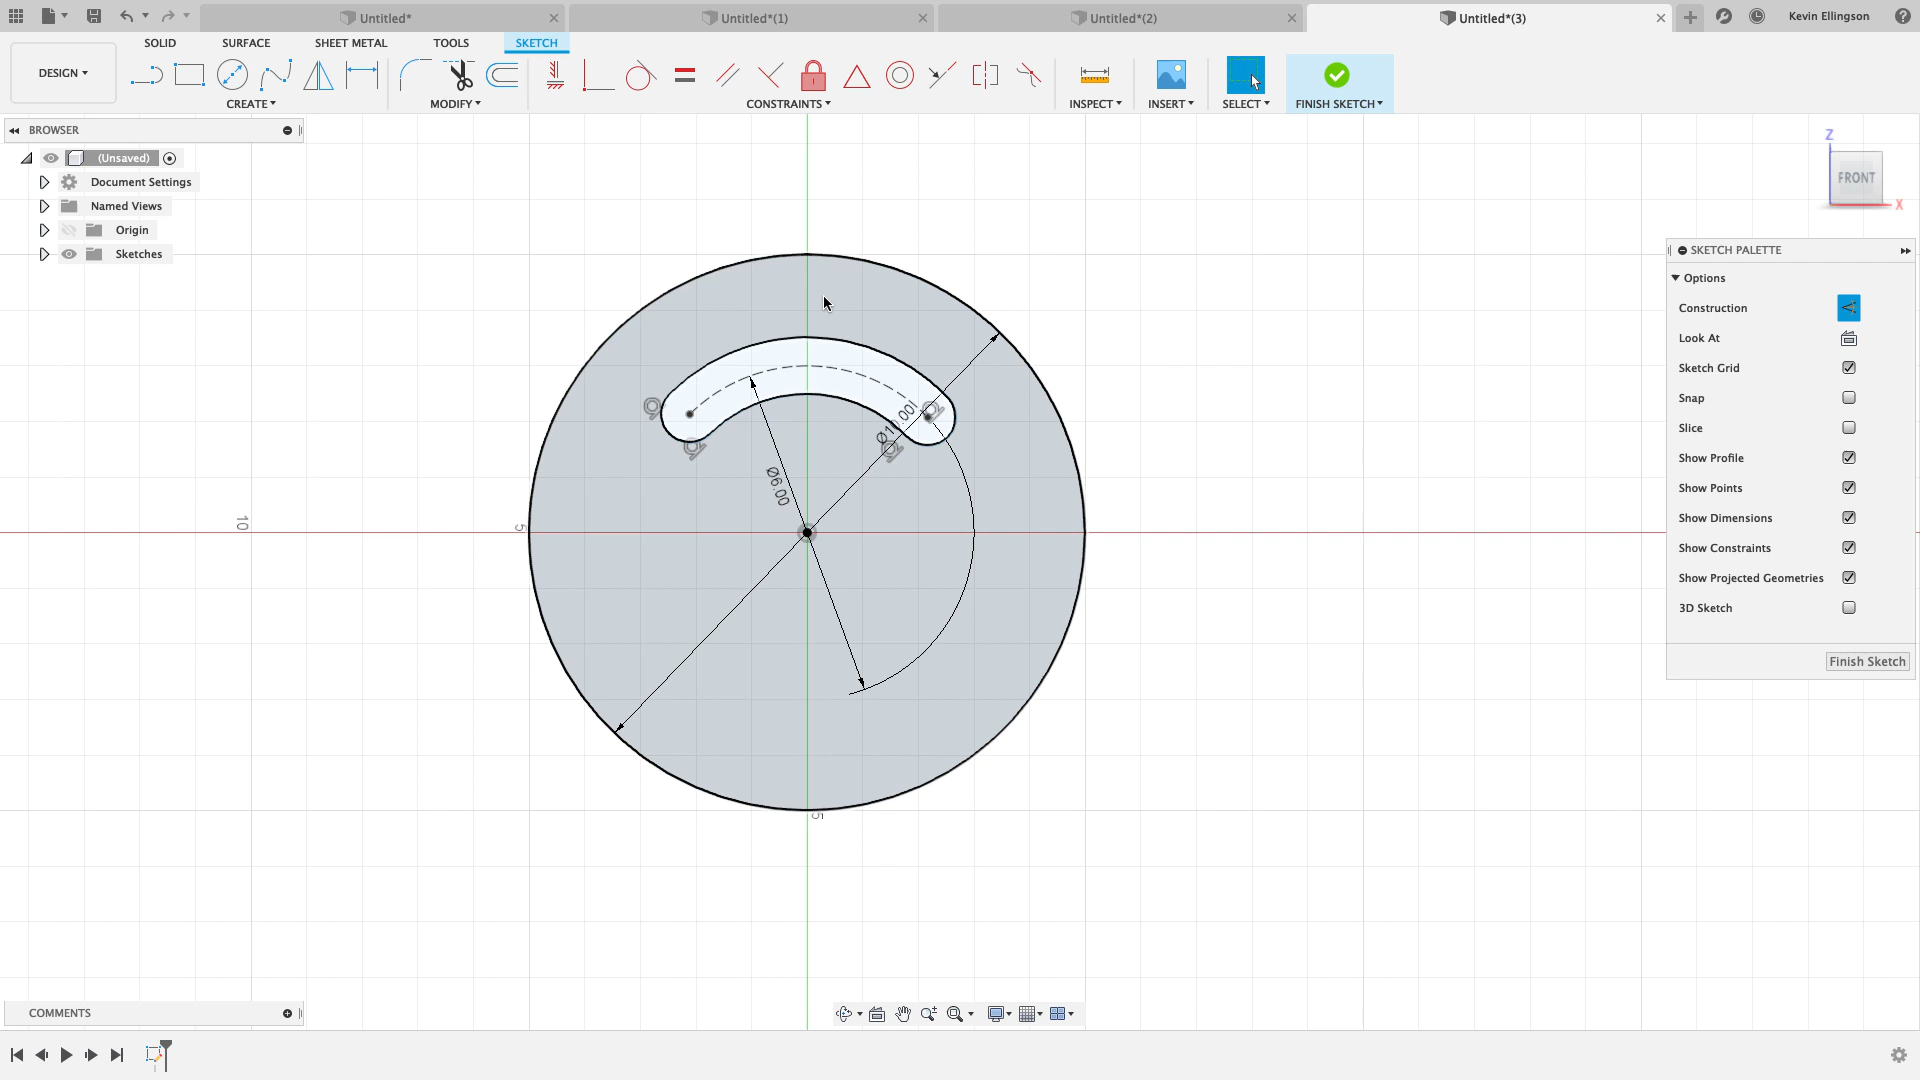 Untitled*
Untitled*(1)
Untitled*(2)
Untitled*(3)
Kevin Ellingson
SOLID
SURFACE
SHEET METAL
TOOLS
SKETCH
DESIGN
CREATE
MODIFY
CONSTRAINTS
INSPECT
INSERT
SELECT
FINISH SKETCH
BROWSER
(Unsaved)
Document Settings
Named Views
Origin
Sketches
Z
FRONT
X
SKETCH PALETTE
Options
Construction
Look At
Sketch Grid
Snap
Slice
Show Profile
Show Points
Show Dimensions
Show Constraints
Show Projected Geometries
3D Sketch
Finish Sketch
Ø6.00
10
5
5
COMMENTS